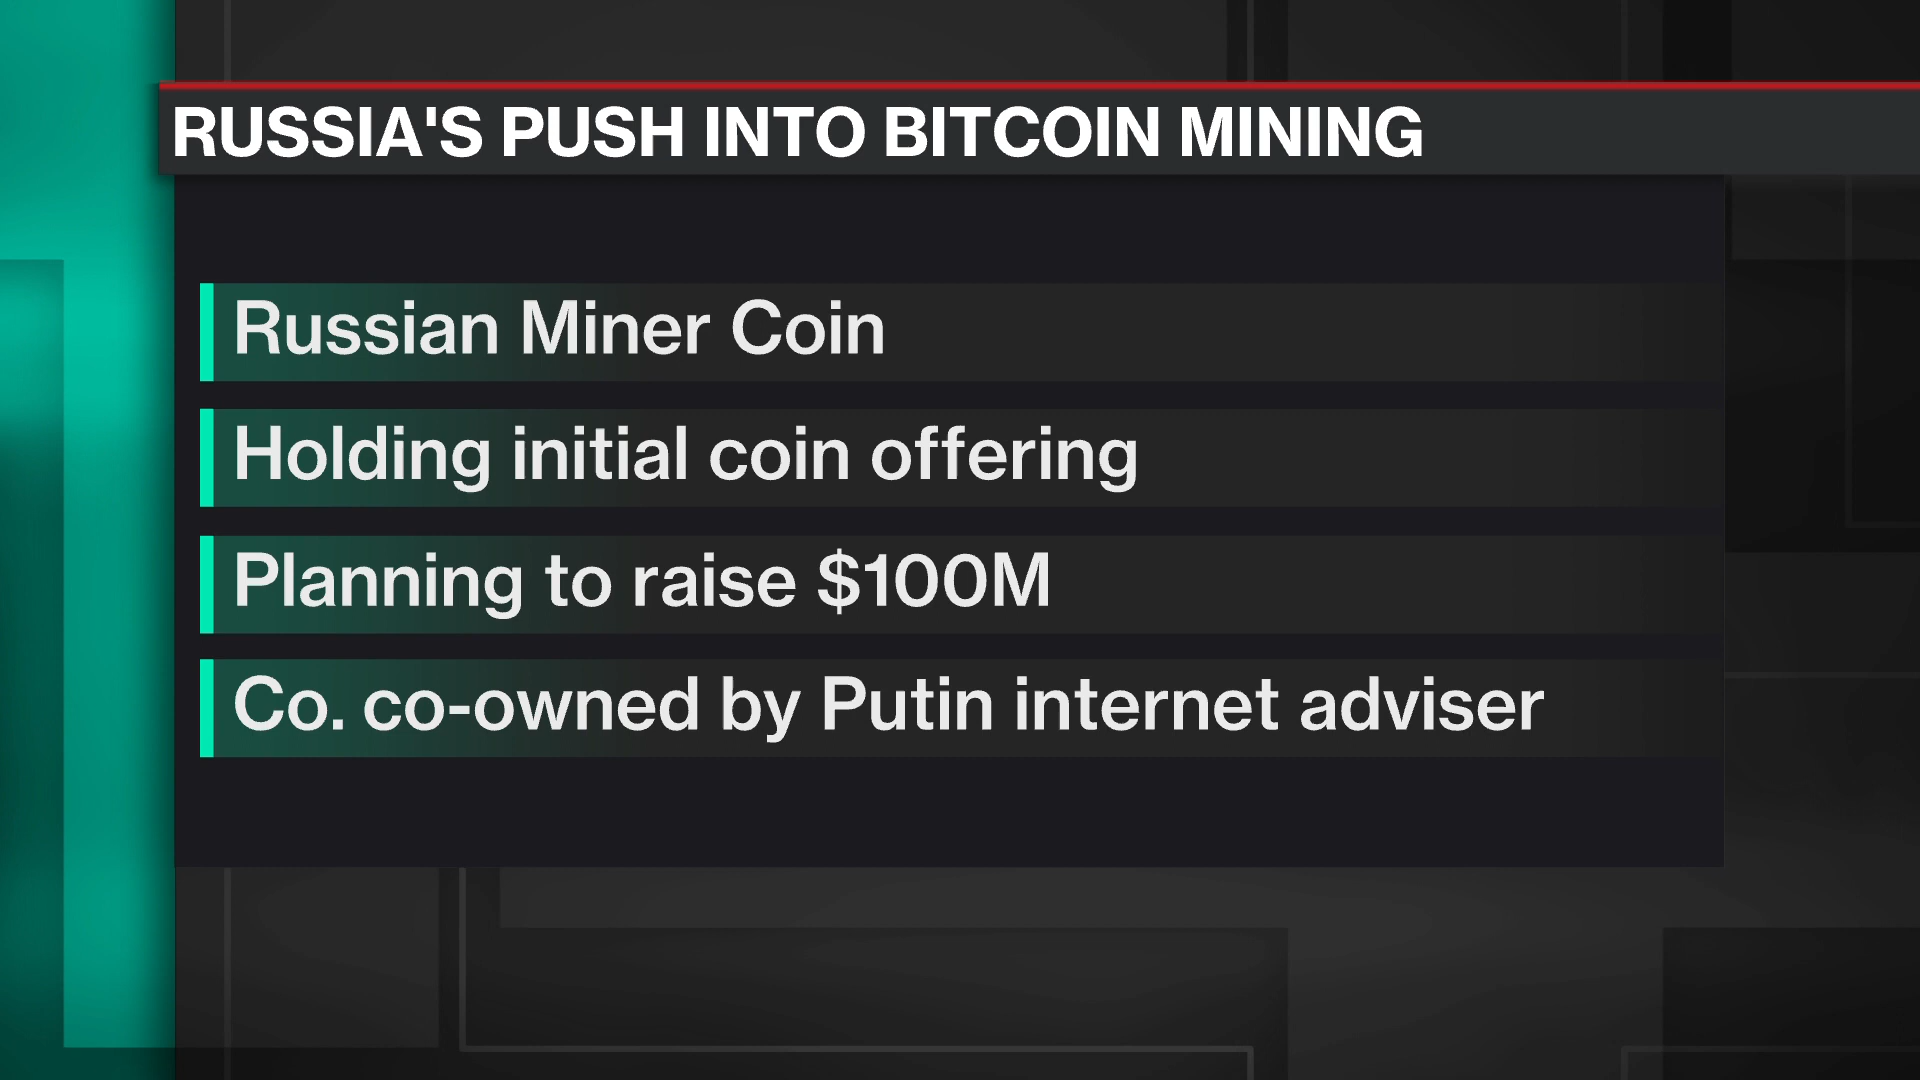 RUSSIA'S PUSH INTO BITCOIN MINING
Russian Miner Coin
Holding initial coin offering
Planning to raise $100M
Co. co-owned by Putin internet adviser